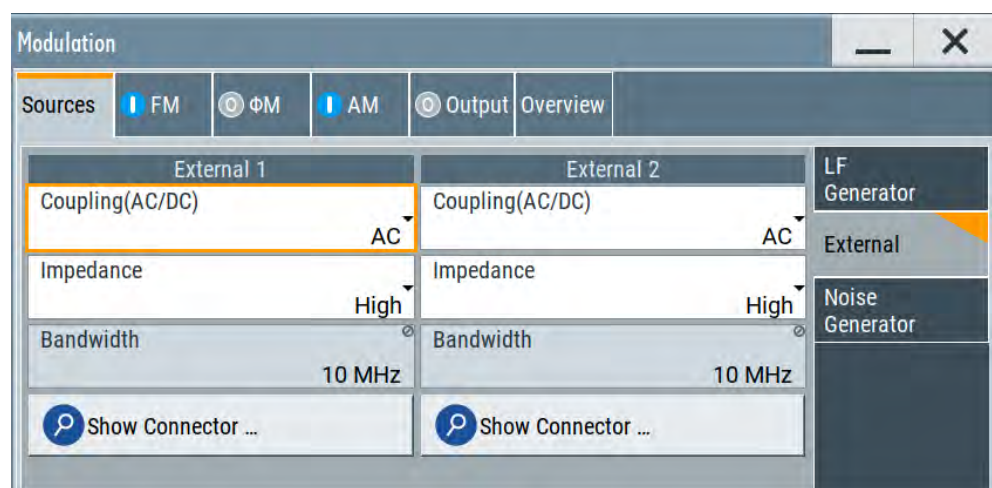 Modulation
Sources FM ΦM AM Output Overview
External 1 External 2
LF
Generator
Coupling(AC/DC) Coupling(AC/DC)
AC AC
External
Impedance Impedance
High High
Noise
Generator
Bandwidth Bandwidth
10 MHz 10 MHz
Show Connector ... Show Connector ...